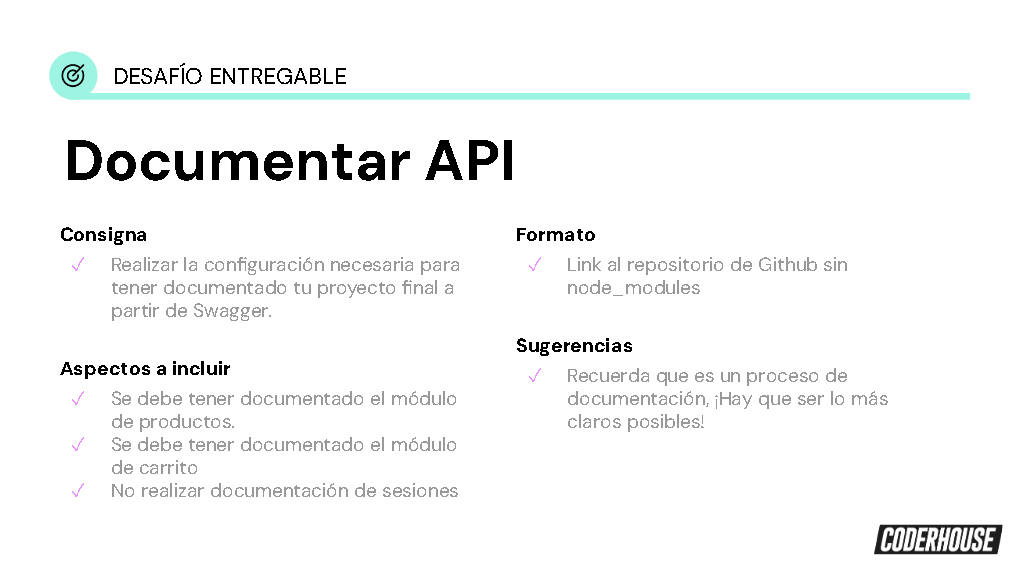 DESAFÍO ENTREGABLE
Documentar API
Consigna
✓ Realizar la configuración necesaria para
tener documentado tu proyecto final a
partir de Swagger.
Aspectos a incluir
✓ Se debe tener documentado el módulo
de productos.
✓ Se debe tener documentado el módulo
de carrito
✓ No realizar documentación de sesiones
Formato
✓ Link al repositorio de Github sin
node_modules
Sugerencias
✓ Recuerda que es un proceso de
documentación, ¡Hay que ser lo más
claros posibles!
CODERHOUSE